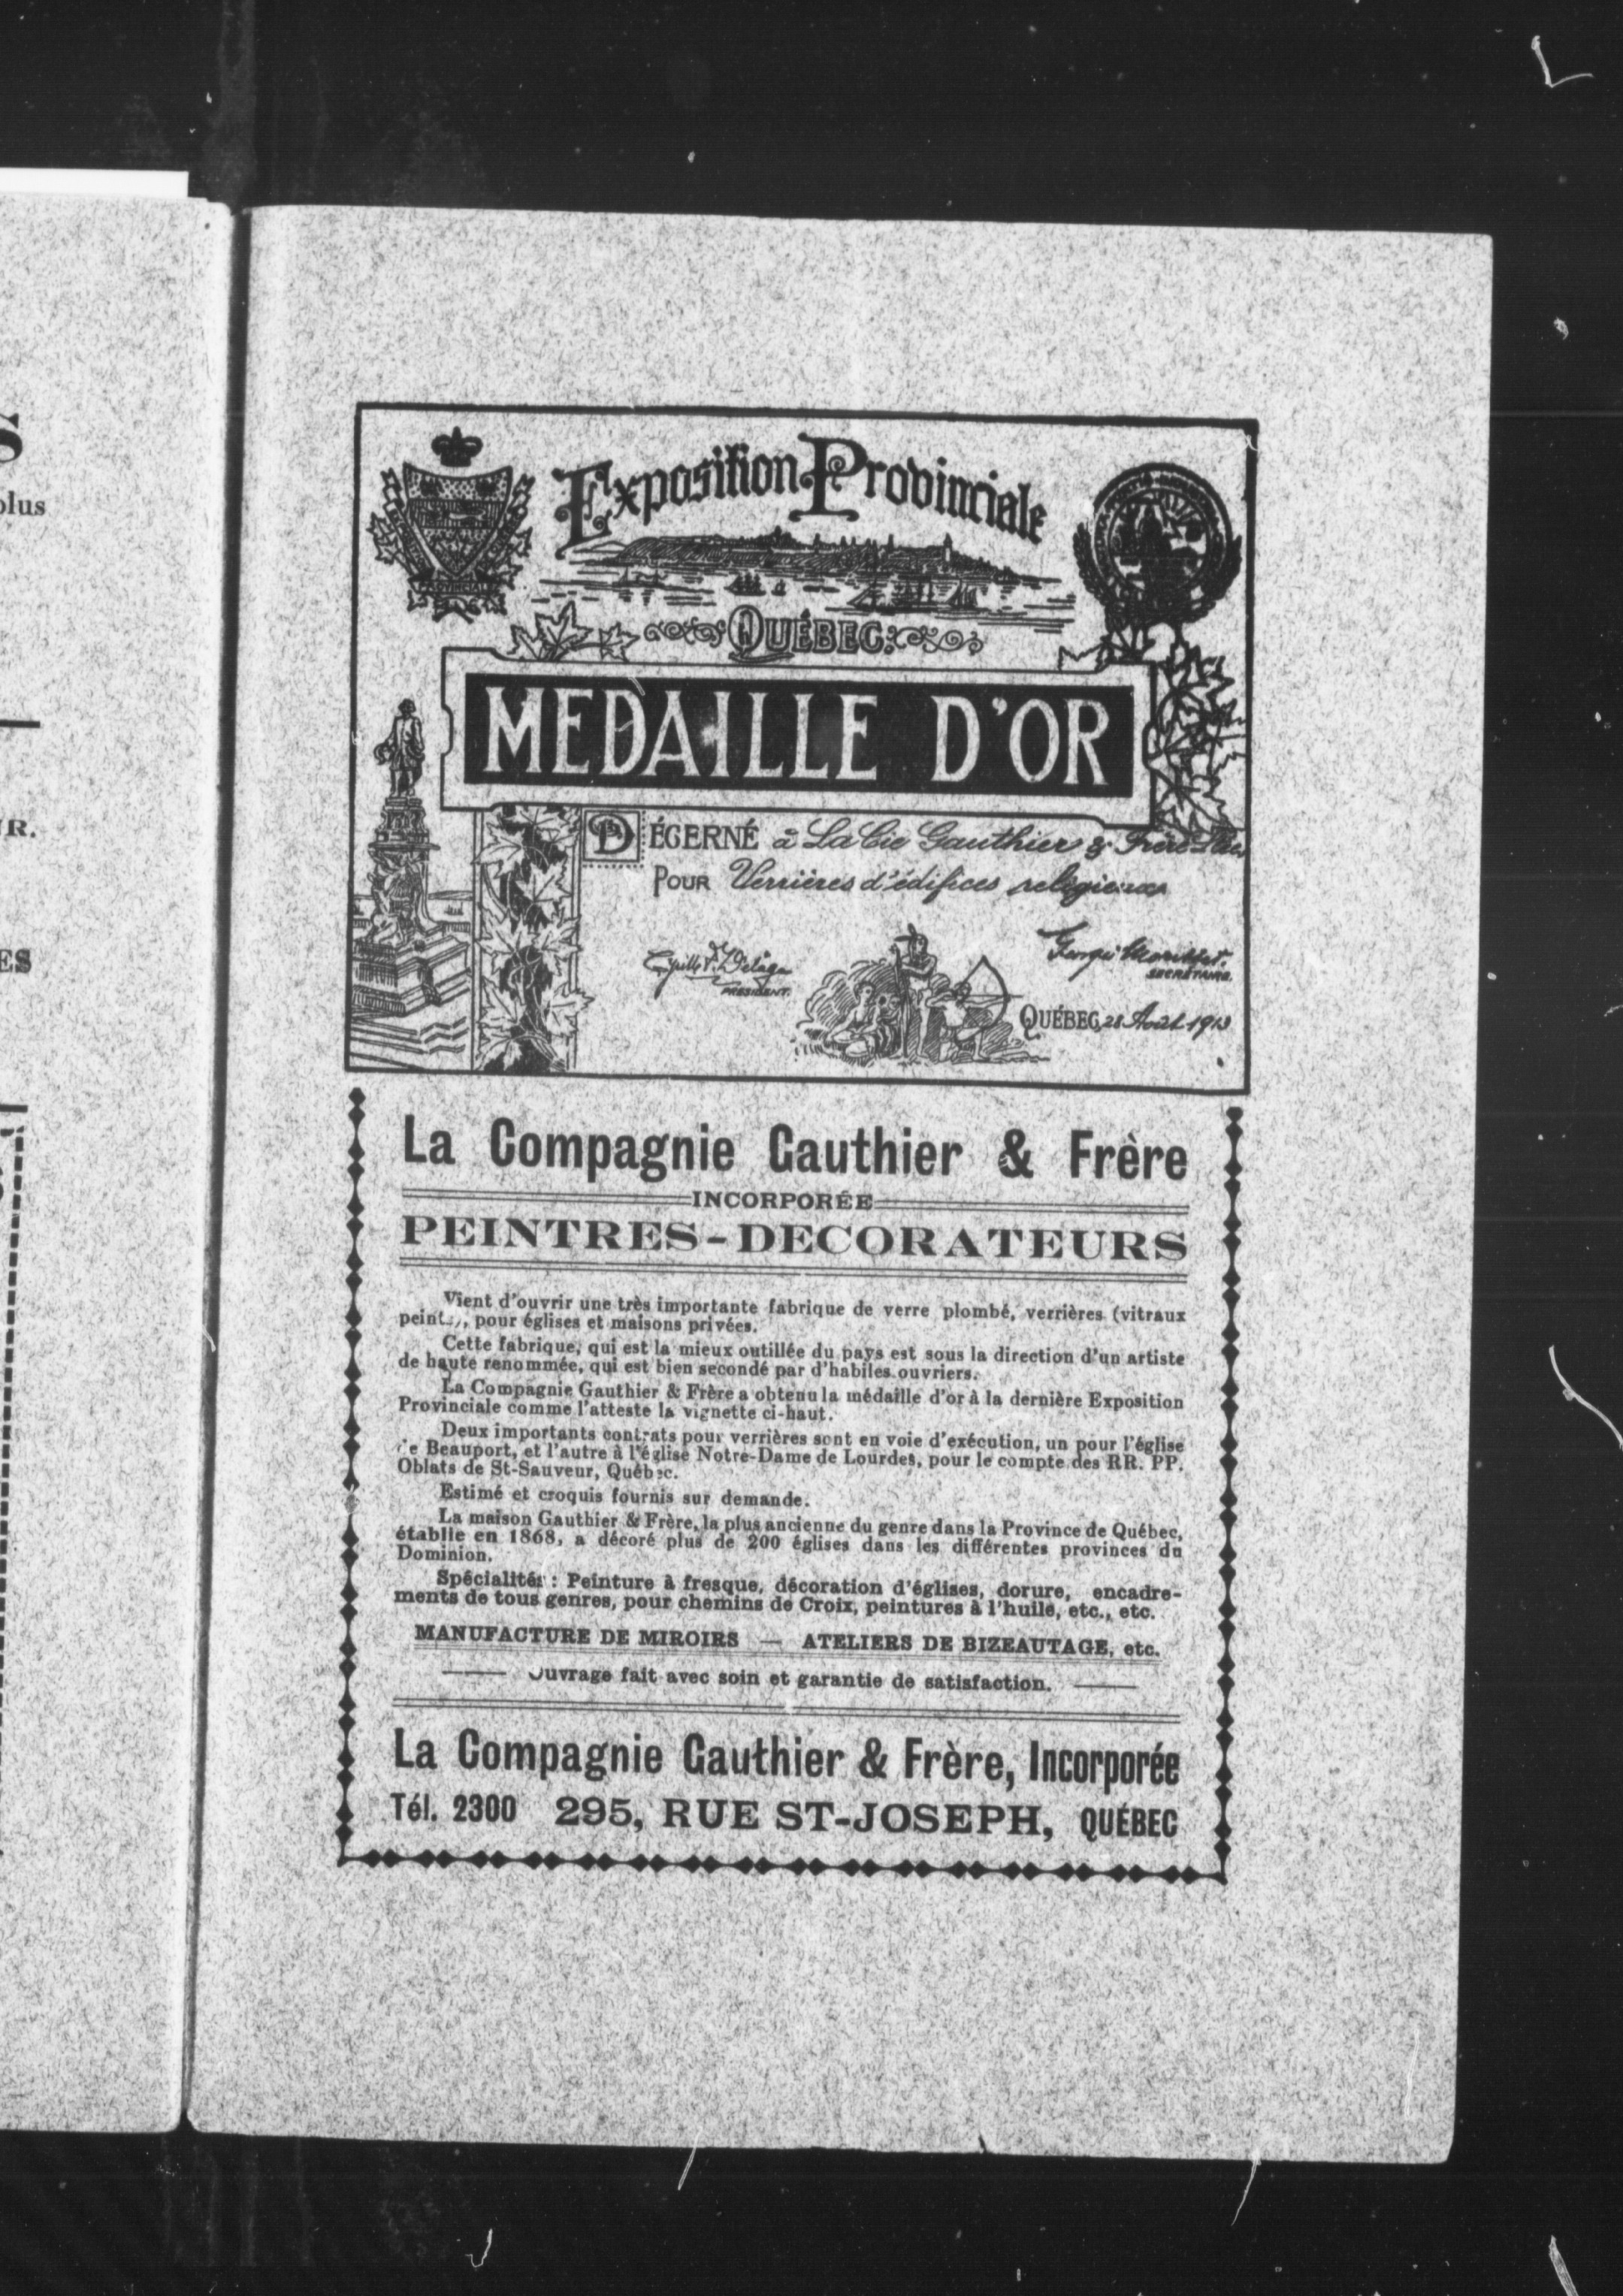 S
plus
R.
ES
Exposition Provinciale
PROVINCIAL
QUÉBEC
MEDAILLE D'OR
DÉCERNÉ à La Cie Gauthier & Frère
POUR Verrières d'édifices religieux
PRÉSIDENT.
SECRÉTAIRE.
QUÉBEC, 28 Août 1913
La Compagnie Gauthier & Frère
INCORPORÉE
PEINTRES-DECORATEURS
Vient d'ouvrir une très importante fabrique de verre plombé, verrières (vitraux
pour églises et maisons privées.
Cette fabrique, qui est la mieux outillée du pays est sous la direction d'un artiste
de haute renommée, qui est bien secondé par d'habiles ouvriers.
La Compagnie Gauthier & Frère a obtenu la médaille d'or à la dernière Exposition
Provinciale comme l'atteste la vignette ci-haut.
Deux importants contrats pour verrières sont en voie d'exécution, un pour l'église
de Beauport, et l'autre à l'église Notre-Dame de Lourdes, pour le compte des RR. PP.
Oblats de St-Sauveur, Québec.
Estimé et croquis fournis sur demande.
La maison Gauthier & Frère, la plus ancienne du genre dans la Province de Québec,
établie en 1868, a décoré plus de 200 églises dans les différentes provinces du
Dominion.
Spécialités : Peinture à fresque, décoration d'églises, dorure, encadre-
ments de tous genres, pour chemins de Croix, peintures à l'huile, etc., etc.
MANUFACTURE DE MIROIRS — ATELIERS DE BIZEAUTAGE, etc.
Ouvrage fait avec soin et garantie de satisfaction.
La Compagnie Gauthier & Frère, Incorporée
Tél. 2300 295, RUE ST-JOSEPH, QUÉBEC